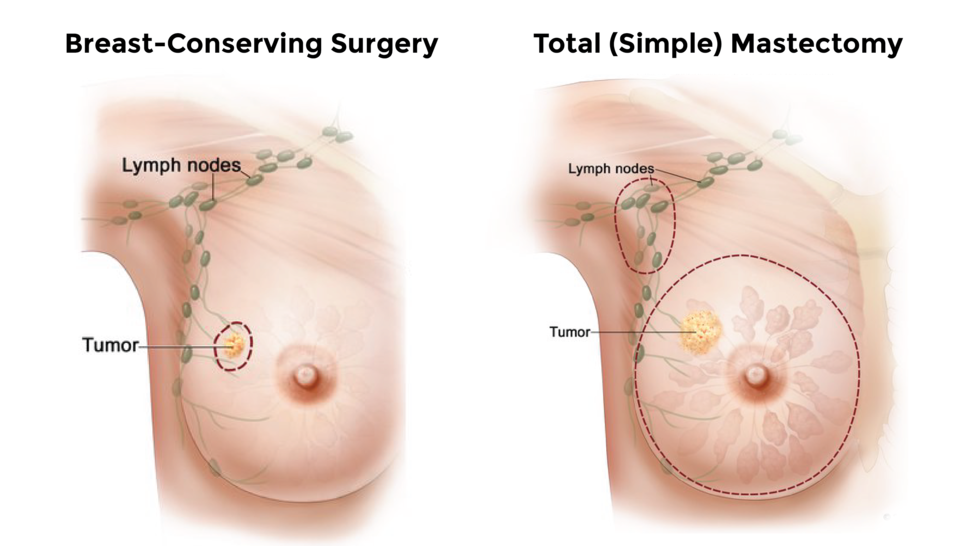 Breast-Conserving Surgery
Total (Simple) Mastectomy
Lymph nodes
Lymph nodes
Tumor
Tumor